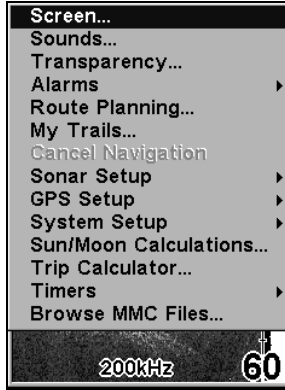 Screen...
Sounds...
Transparency...
Alarms
Route Planning...
My Trails...
Cancel Navigation
Sonar Setup
GPS Setup
System Setup
Sun/Moon Calculations...
Trip Calculator...
Timers
Browse MMC Files...
200kHz 60